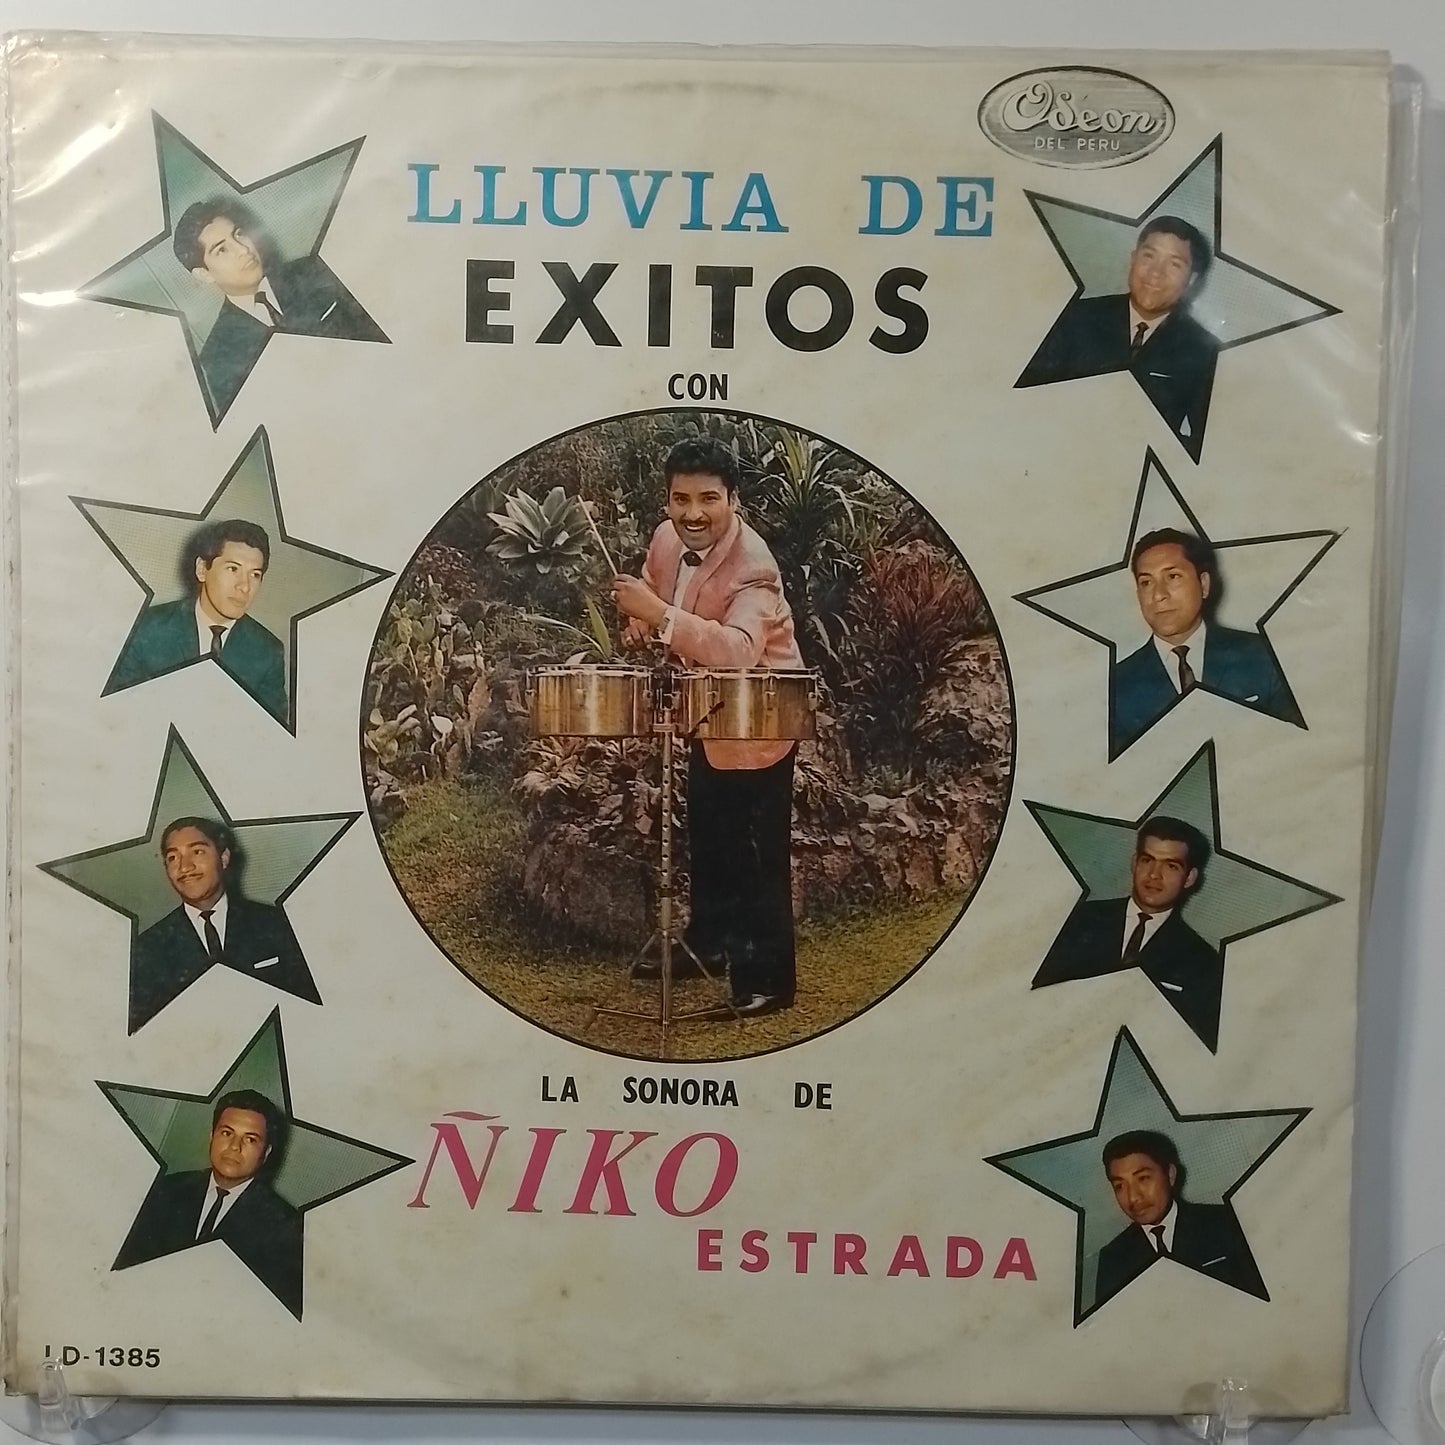 Odeon
DEL PERU
LLUVIA DE
EXITOS
CON
LA SONORA DE
ÑIKO
ESTRADA
LD-1385